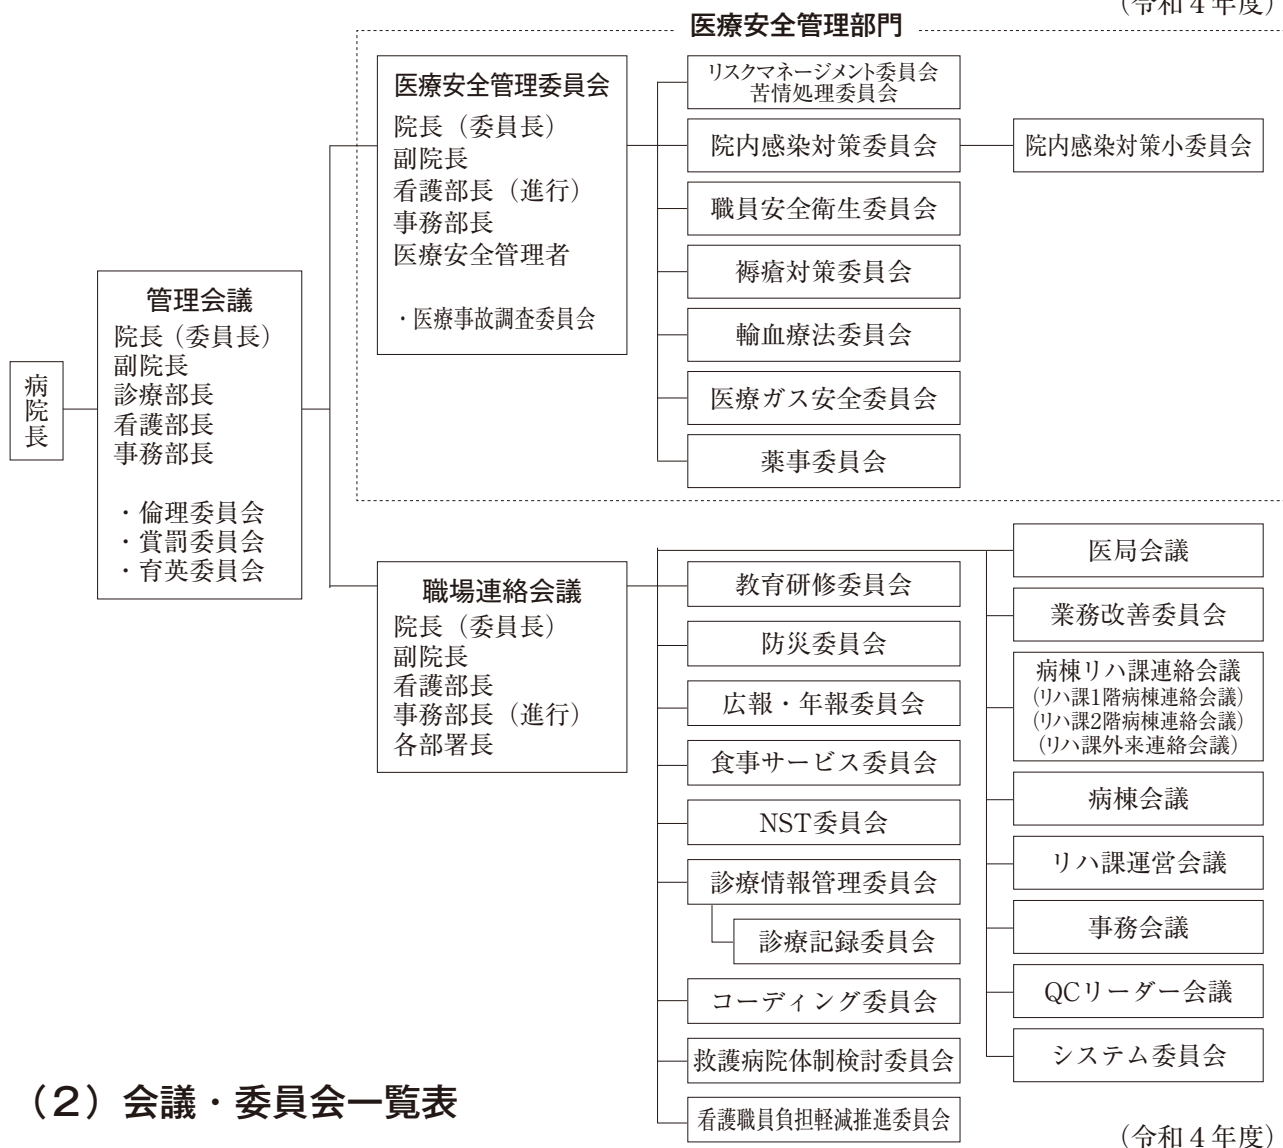 （令和４年度）
医療安全管理部門
医療安全管理委員会
院長（委員長）
副院長
看護部長（進行）
事務部長
医療安全管理者
・医療事故調査委員会
リスクマネージメント委員会
苦情処理委員会
院内感染対策委員会
院内感染対策小委員会
職員安全衛生委員会
褥瘡対策委員会
輸血療法委員会
医療ガス安全委員会
薬事委員会
病院長
管理会議
院長（委員長）
副院長
診療部長
看護部長
事務部長
・倫理委員会
・賞罰委員会
・育英委員会
職場連絡会議
院長（委員長）
副院長
看護部長
事務部長（進行）
各部署長
教育研修委員会
防災委員会
広報・年報委員会
食事サービス委員会
NST委員会
診療情報管理委員会
診療記録委員会
コーディング委員会
救護病院体制検討委員会
看護職員負担軽減推進委員会
医局会議
業務改善委員会
病棟リハ課連絡会議
（リハ課1階病棟連絡会議）
（リハ課2階病棟連絡会議）
（リハ課外来連絡会議）
病棟会議
リハ課運営会議
事務会議
QCリーダー会議
システム委員会
（２）会議・委員会一覧表
（令和４年度）